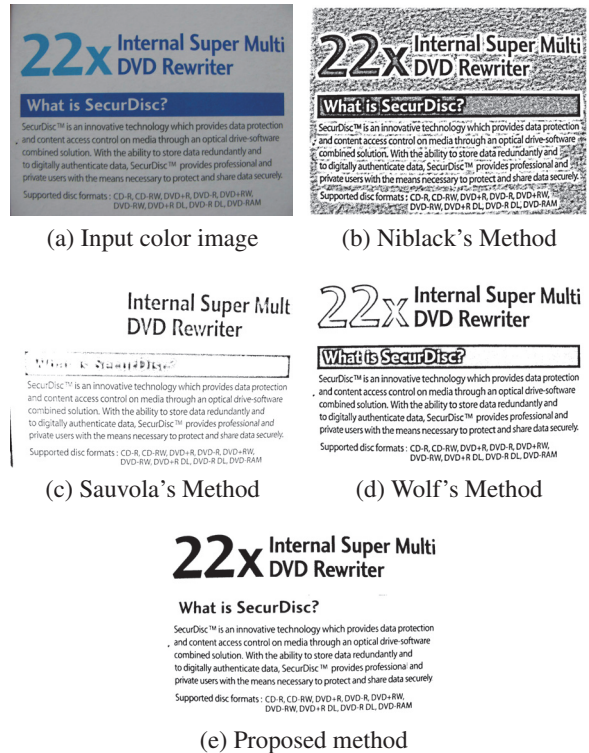 22x Internal Super Multi
DVD Rewriter
What is SecurDisc?
SecurDisc™ is an innovative technology which provides data protection
and content access control on media through an optical drive-software
combined solution. With the ability to store data redundantly and
to digitally authenticate data, SecurDisc™ provides professional and
private users with the means necessary to protect and share data securely.
Supported disc formats : CD-R, CD-RW, DVD+R, DVD-R, DVD+RW,
DVD-RW, DVD+R DL, DVD-R DL, DVD-RAM
(a) Input color image
22x Internal Super Multi
DVD Rewriter
What is SecurDisc?
SecurDisc™ is an innovative technology which provides data protection
and content access control on media through an optical drive-software
combined solution. With the ability to store data redundantly and
to digitally authenticate data, SecurDisc™ provides professional and
private users with the means necessary to protect and share data securely.
Supported disc formats : CD-R, CD-RW, DVD+R, DVD-R, DVD+RW,
DVD-RW, DVD+R DL, DVD-R DL, DVD-RAM
(b) Niblack's Method
Internal Super Mult
DVD Rewriter
What is SecurDisc?
SecurDisc™ is an innovative technology which provides data protection
and content access control on media through an optical drive-software
combined solution. With the ability to store data redundantly and
to digitally authenticate data, SecurDisc™ provides professional and
private users with the means necessary to protect and share data securely.
Supported disc formats : CD-R, CD-RW, DVD+R, DVD-R, DVD+RW,
DVD-RW, DVD+R DL, DVD-R DL, DVD-RAM
(c) Sauvola's Method
22x Internal Super Multi
DVD Rewriter
What is SecurDisc?
SecurDisc™ is an innovative technology which provides data protection
and content access control on media through an optical drive-software
combined solution. With the ability to store data redundantly and
to digitally authenticate data, SecurDisc™ provides professional and
private users with the means necessary to protect and share data securely.
Supported disc formats : CD-R, CD-RW, DVD+R, DVD-R, DVD+RW,
DVD-RW, DVD+R DL, DVD-R DL, DVD-RAM
(d) Wolf's Method
22x Internal Super Multi
DVD Rewriter
What is SecurDisc?
SecurDisc™ is an innovative technology which provides data protection
and content access control on media through an optical drive-software
combined solution. With the ability to store data redundantly and
to digitally authenticate data, SecurDisc™ provides professional and
private users with the means necessary to protect and share data securely
Supported disc formats : CD-R, CD-RW, DVD+R, DVD-R, DVD+RW,
DVD-RW, DVD+R DL, DVD-R DL, DVD-RAM
(e) Proposed method